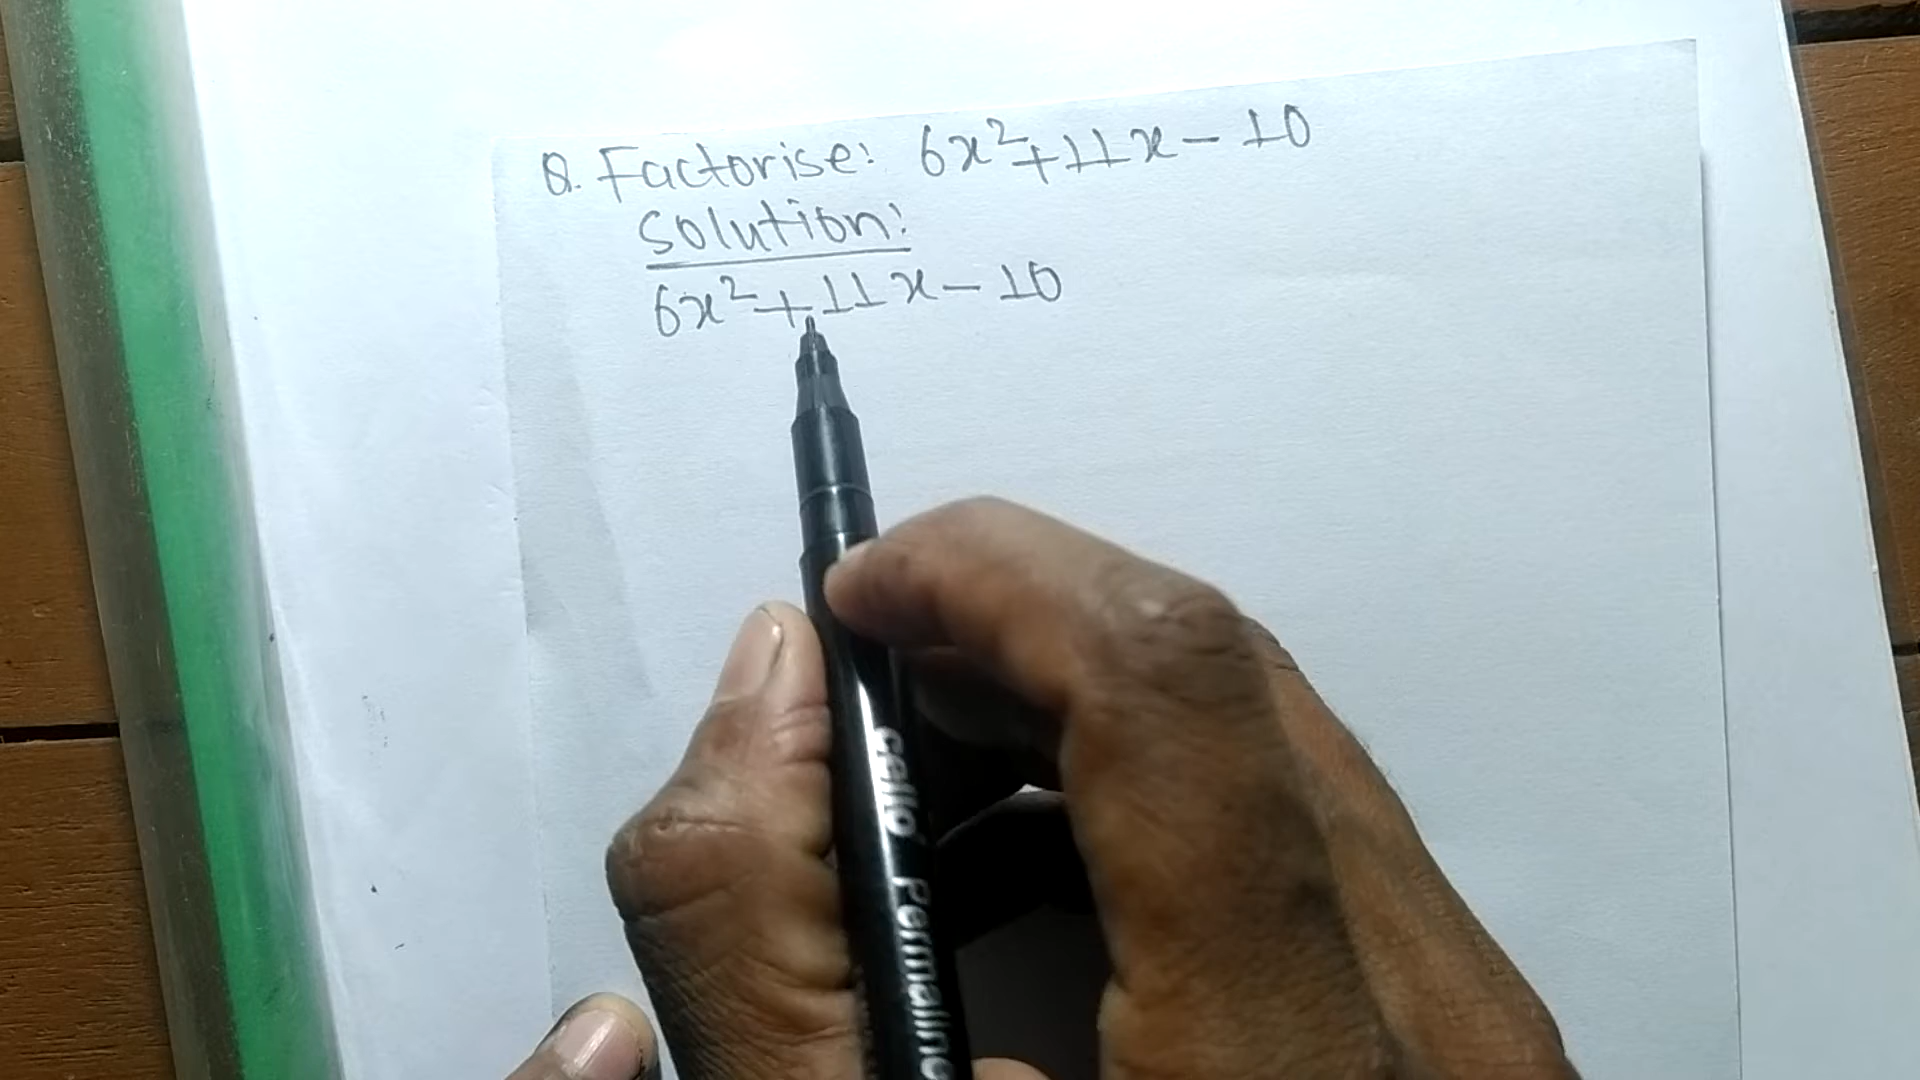 Q. Factorise: 6x²+11x-10
Solution:
6x²+11x-10
cello Permaline